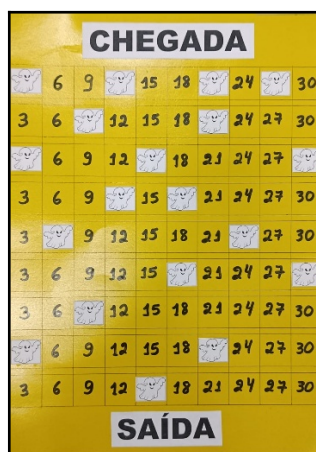 CHEGADA
6 9 15 18 24 30
3 6 12 15 18 24 27 30
6 9 12 18 21 24 27
3 6 9 15 21 24 27 30
3 9 12 15 18 21 27 30
3 6 9 12 15 21 24 27
3 6 12 15 18 21 24 27 30
6 9 12 15 18 24 27 30
3 6 9 12 18 21 24 27 30
SAÍDA